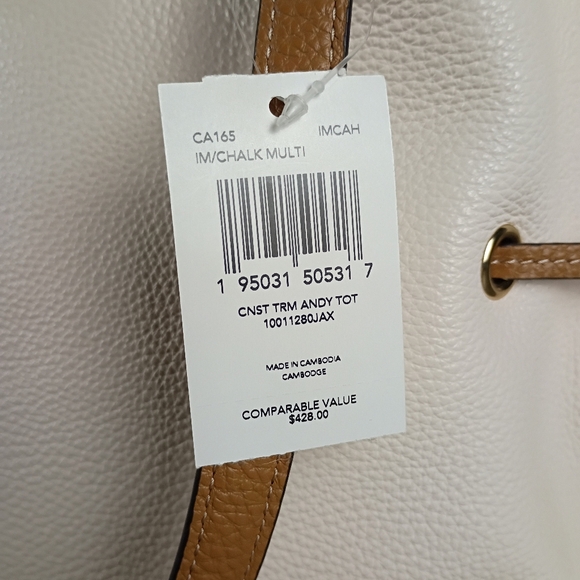 CA165 IMCAH
IM/CHALK MULTI
1 95031 50531 7
CNST TRM ANDY TOT
10011280JAX
MADE IN CAMBODIA
CAMBODGE
COMPARABLE VALUE
$428.00